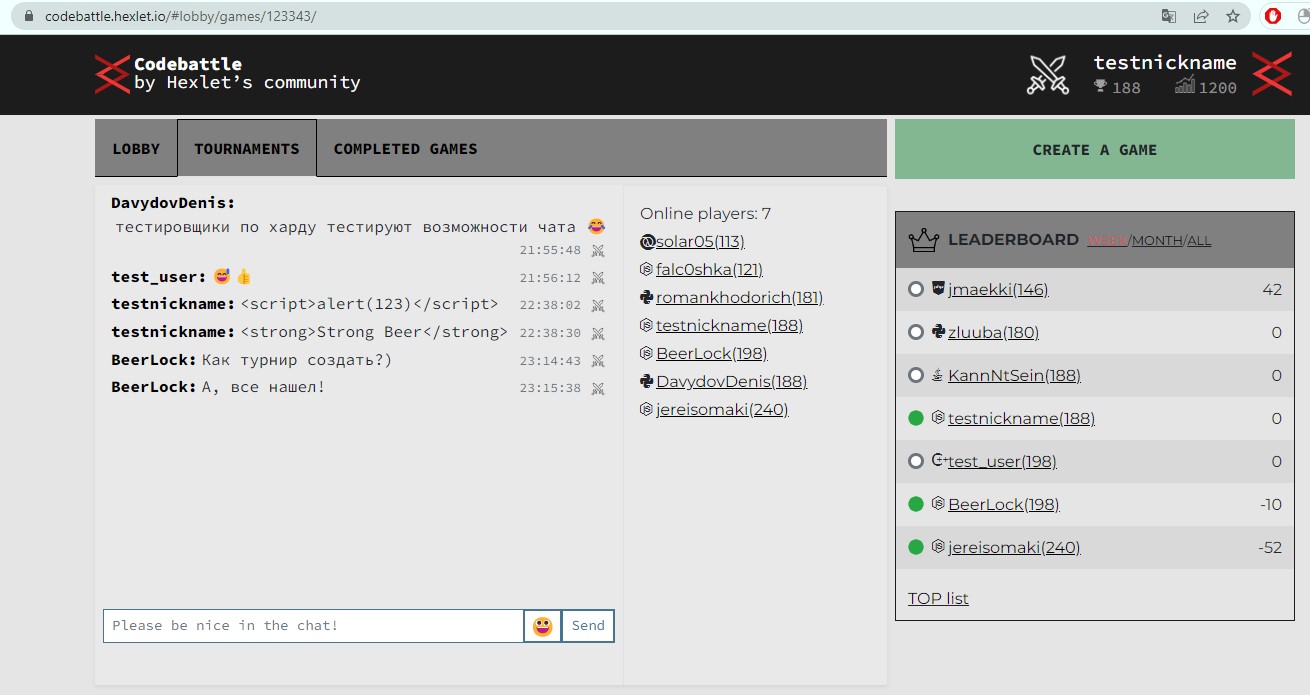 codebattle.hexlet.io/#lobby/games/123343/
Codebattle
by Hexlet’s community
testnickname
188 1200
LOBBY TOURNAMENTS COMPLETED GAMES
CREATE A GAME
DavydovDenis:
тестировщики по харду тестируют возможности чата 😂
21:55:48
test_user: 😅 👍 21:56:12
testnickname: <script>alert(123)</script> 22:38:02
testnickname: <strong>Strong Beer</strong> 22:38:30
BeerLock: Как турнир создать?) 23:14:43
BeerLock: А, все нашел! 23:15:38
Please be nice in the chat! Send
Online players: 7
solar05(113)
falc0shka(121)
romankhodorich(181)
testnickname(188)
BeerLock(198)
DavydovDenis(188)
jereisomaki(240)
LEADERBOARD WEEK/MONTH/ALL
jmaekki(146) 42
zluuba(180) 0
KannNtSein(188) 0
testnickname(188) 0
test_user(198) 0
BeerLock(198) -10
jereisomaki(240) -52
TOP list